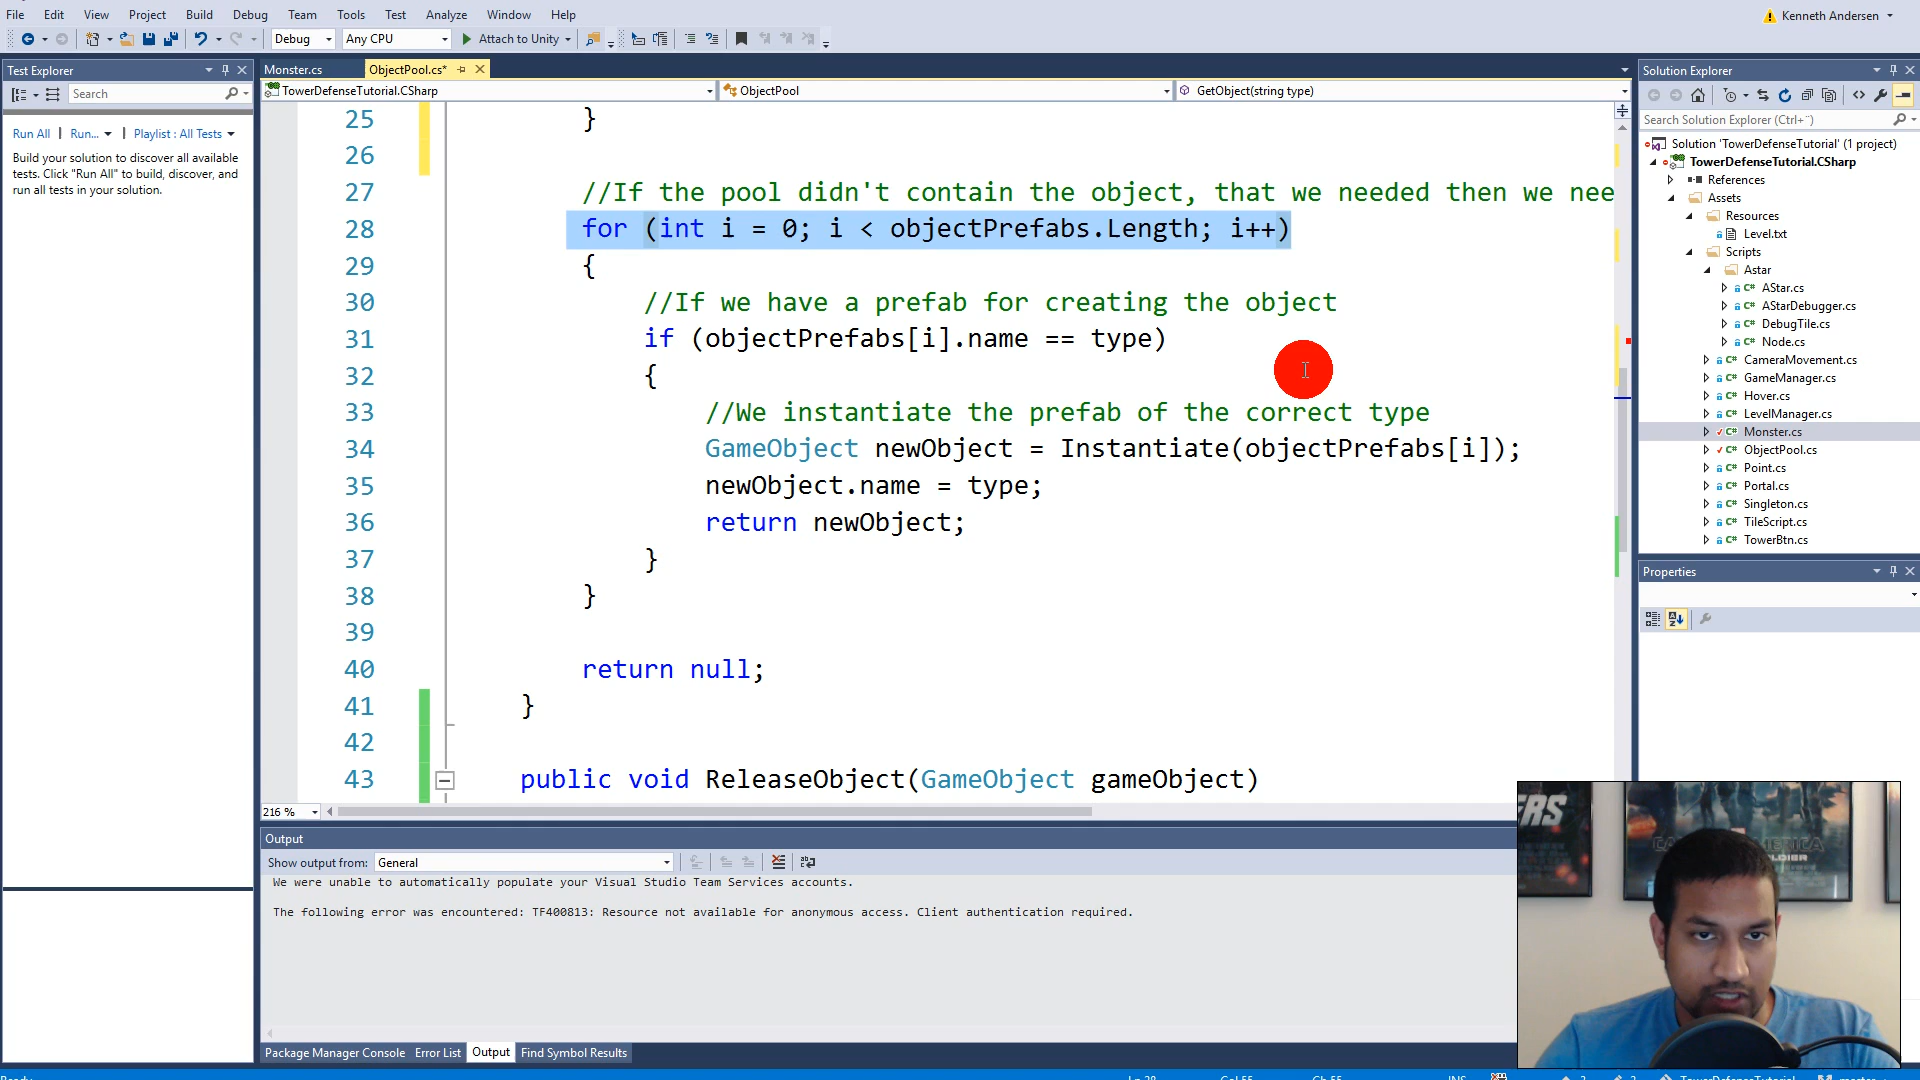 File Edit View Project Build Debug Team Tools Test Analyze Window Help
Kenneth Andersen
Debug Any CPU Attach to Unity
Test Explorer
Search
Run All | Run... | Playlist : All Tests
Build your solution to discover all available
tests. Click "Run All" to build, discover, and
run all tests in your solution.
Monster.cs ObjectPool.cs*
TowerDefenseTutorial.CSharp ObjectPool GetObject(string type)
25 }
26
27 //If the pool didn't contain the object, that we needed then we nee
28 for (int i = 0; i < objectPrefabs.Length; i++)
29 {
30 //If we have a prefab for creating the object
31 if (objectPrefabs[i].name == type)
32 {
33 //We instantiate the prefab of the correct type
34 GameObject newObject = Instantiate(objectPrefabs[i]);
35 newObject.name = type;
36 return newObject;
37 }
38 }
39
40 return null;
41 }
42
43 public void ReleaseObject(GameObject gameObject)
216 %
Output
Show output from: General
We were unable to automatically populate your Visual Studio Team Services accounts.
The following error was encountered: TF400813: Resource not available for anonymous access. Client authentication required.
Package Manager Console Error List Output Find Symbol Results
Solution Explorer
Search Solution Explorer (Ctrl+¨)
Solution 'TowerDefenseTutorial' (1 project)
TowerDefenseTutorial.CSharp
References
Assets
Resources
Level.txt
Scripts
Astar
C# AStar.cs
C# AStarDebugger.cs
C# DebugTile.cs
C# Node.cs
C# CameraMovement.cs
C# GameManager.cs
C# Hover.cs
C# LevelManager.cs
C# Monster.cs
C# ObjectPool.cs
C# Point.cs
C# Portal.cs
C# Singleton.cs
C# TileScript.cs
C# TowerBtn.cs
Properties